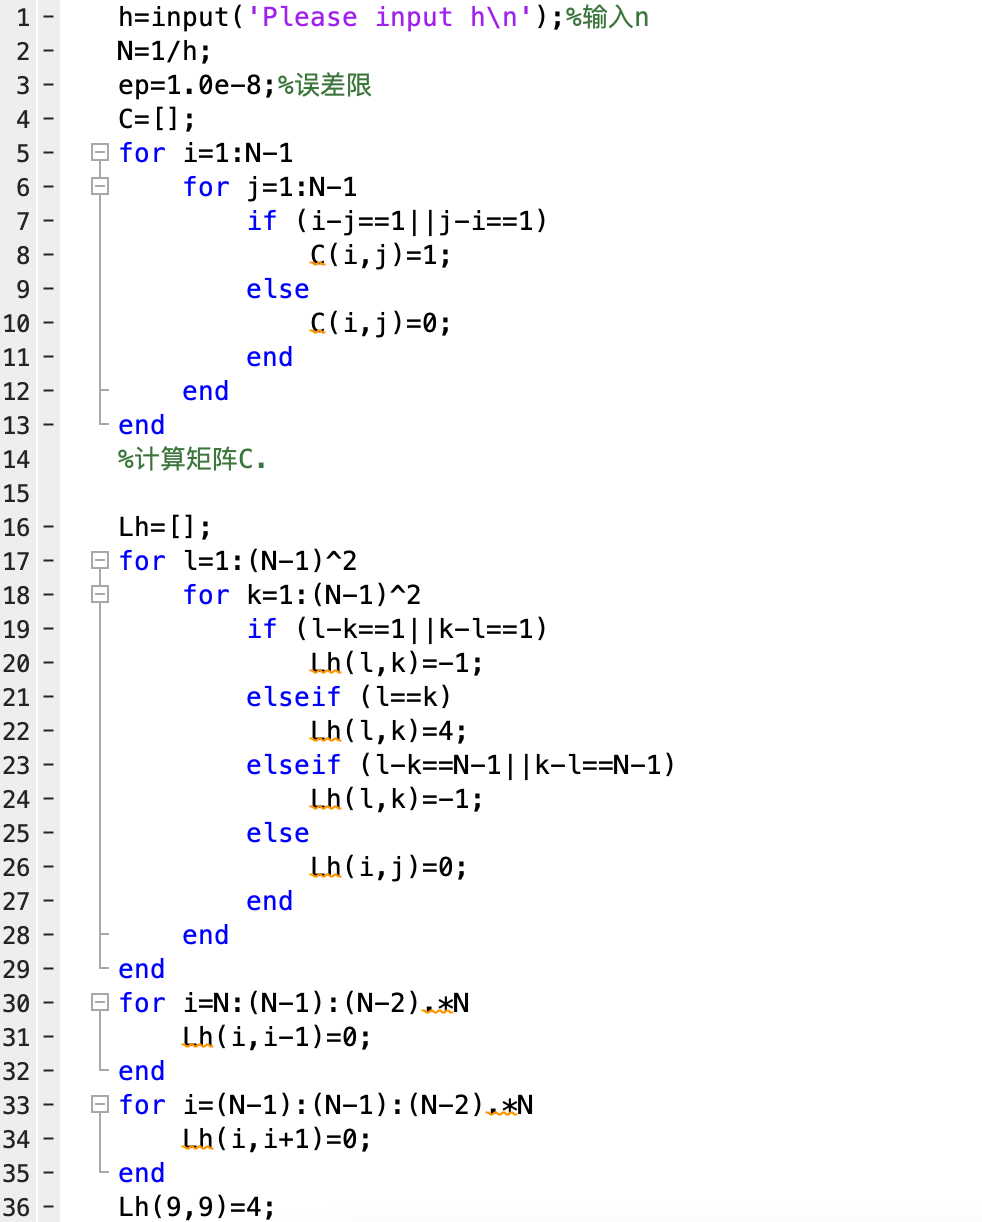 1 - h=input('Please input h\n');%输入n
2 - N=1/h;
3 - ep=1.0e-8;%误差限
4 - C=[];
5 - for i=1:N-1
6 - for j=1:N-1
7 - if (i-j==1||j-i==1)
8 - C(i,j)=1;
9 - else
10 - C(i,j)=0;
11 - end
12 - end
13 - end
14 %计算矩阵C.
15
16 - Lh=[];
17 - for l=1:(N-1)^2
18 - for k=1:(N-1)^2
19 - if (l-k==1||k-l==1)
20 - Lh(l,k)=-1;
21 - elseif (l==k)
22 - Lh(l,k)=4;
23 - elseif (l-k==N-1||k-l==N-1)
24 - Lh(l,k)=-1;
25 - else
26 - Lh(i,j)=0;
27 - end
28 - end
29 - end
30 - for i=N:(N-1):(N-2).*N
31 - Lh(i,i-1)=0;
32 - end
33 - for i=(N-1):(N-1):(N-2).*N
34 - Lh(i,i+1)=0;
35 - end
36 - Lh(9,9)=4;